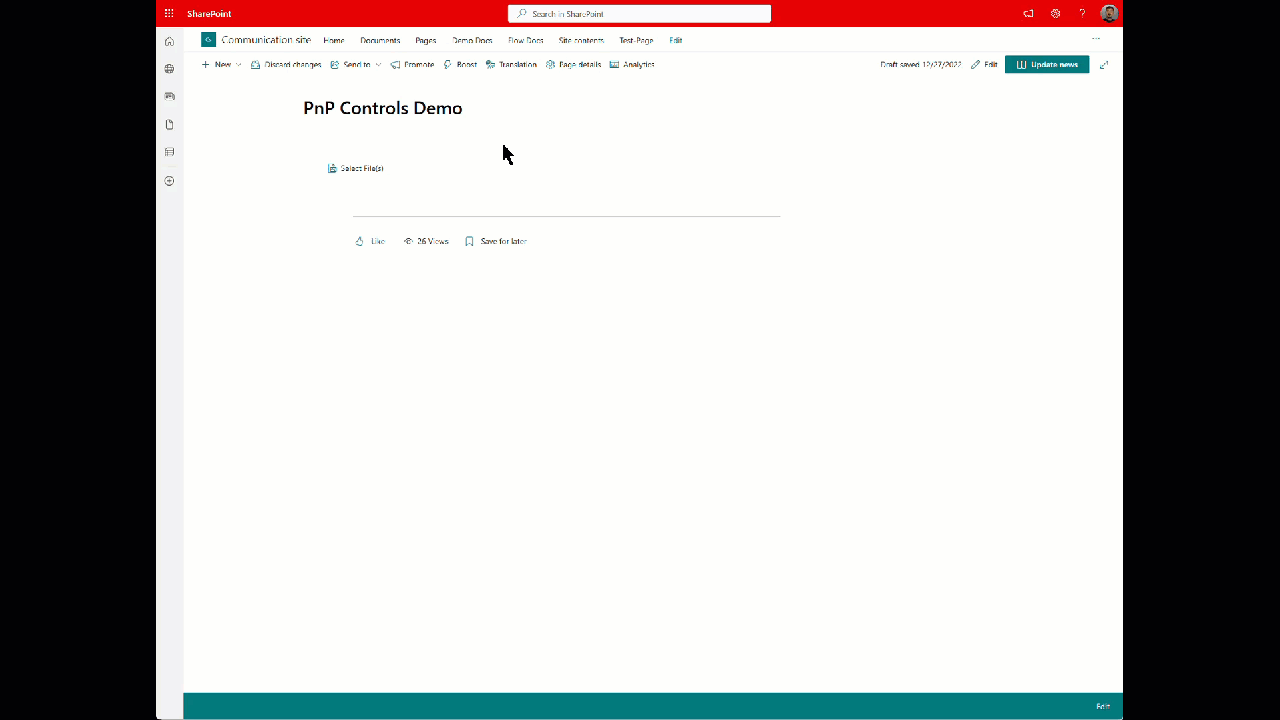 SharePoint Search in SharePoint ?
Communication site Home Documents Pages Demo Docs Flow Docs Site contents Test-Page Edit ...
New Discard changes Send to Promote Boost Translation Page details Analytics Draft saved 12/27/2022 Edit Update news
PnP Controls Demo
Select File(s)
Like 26 Views Save for later
Edit